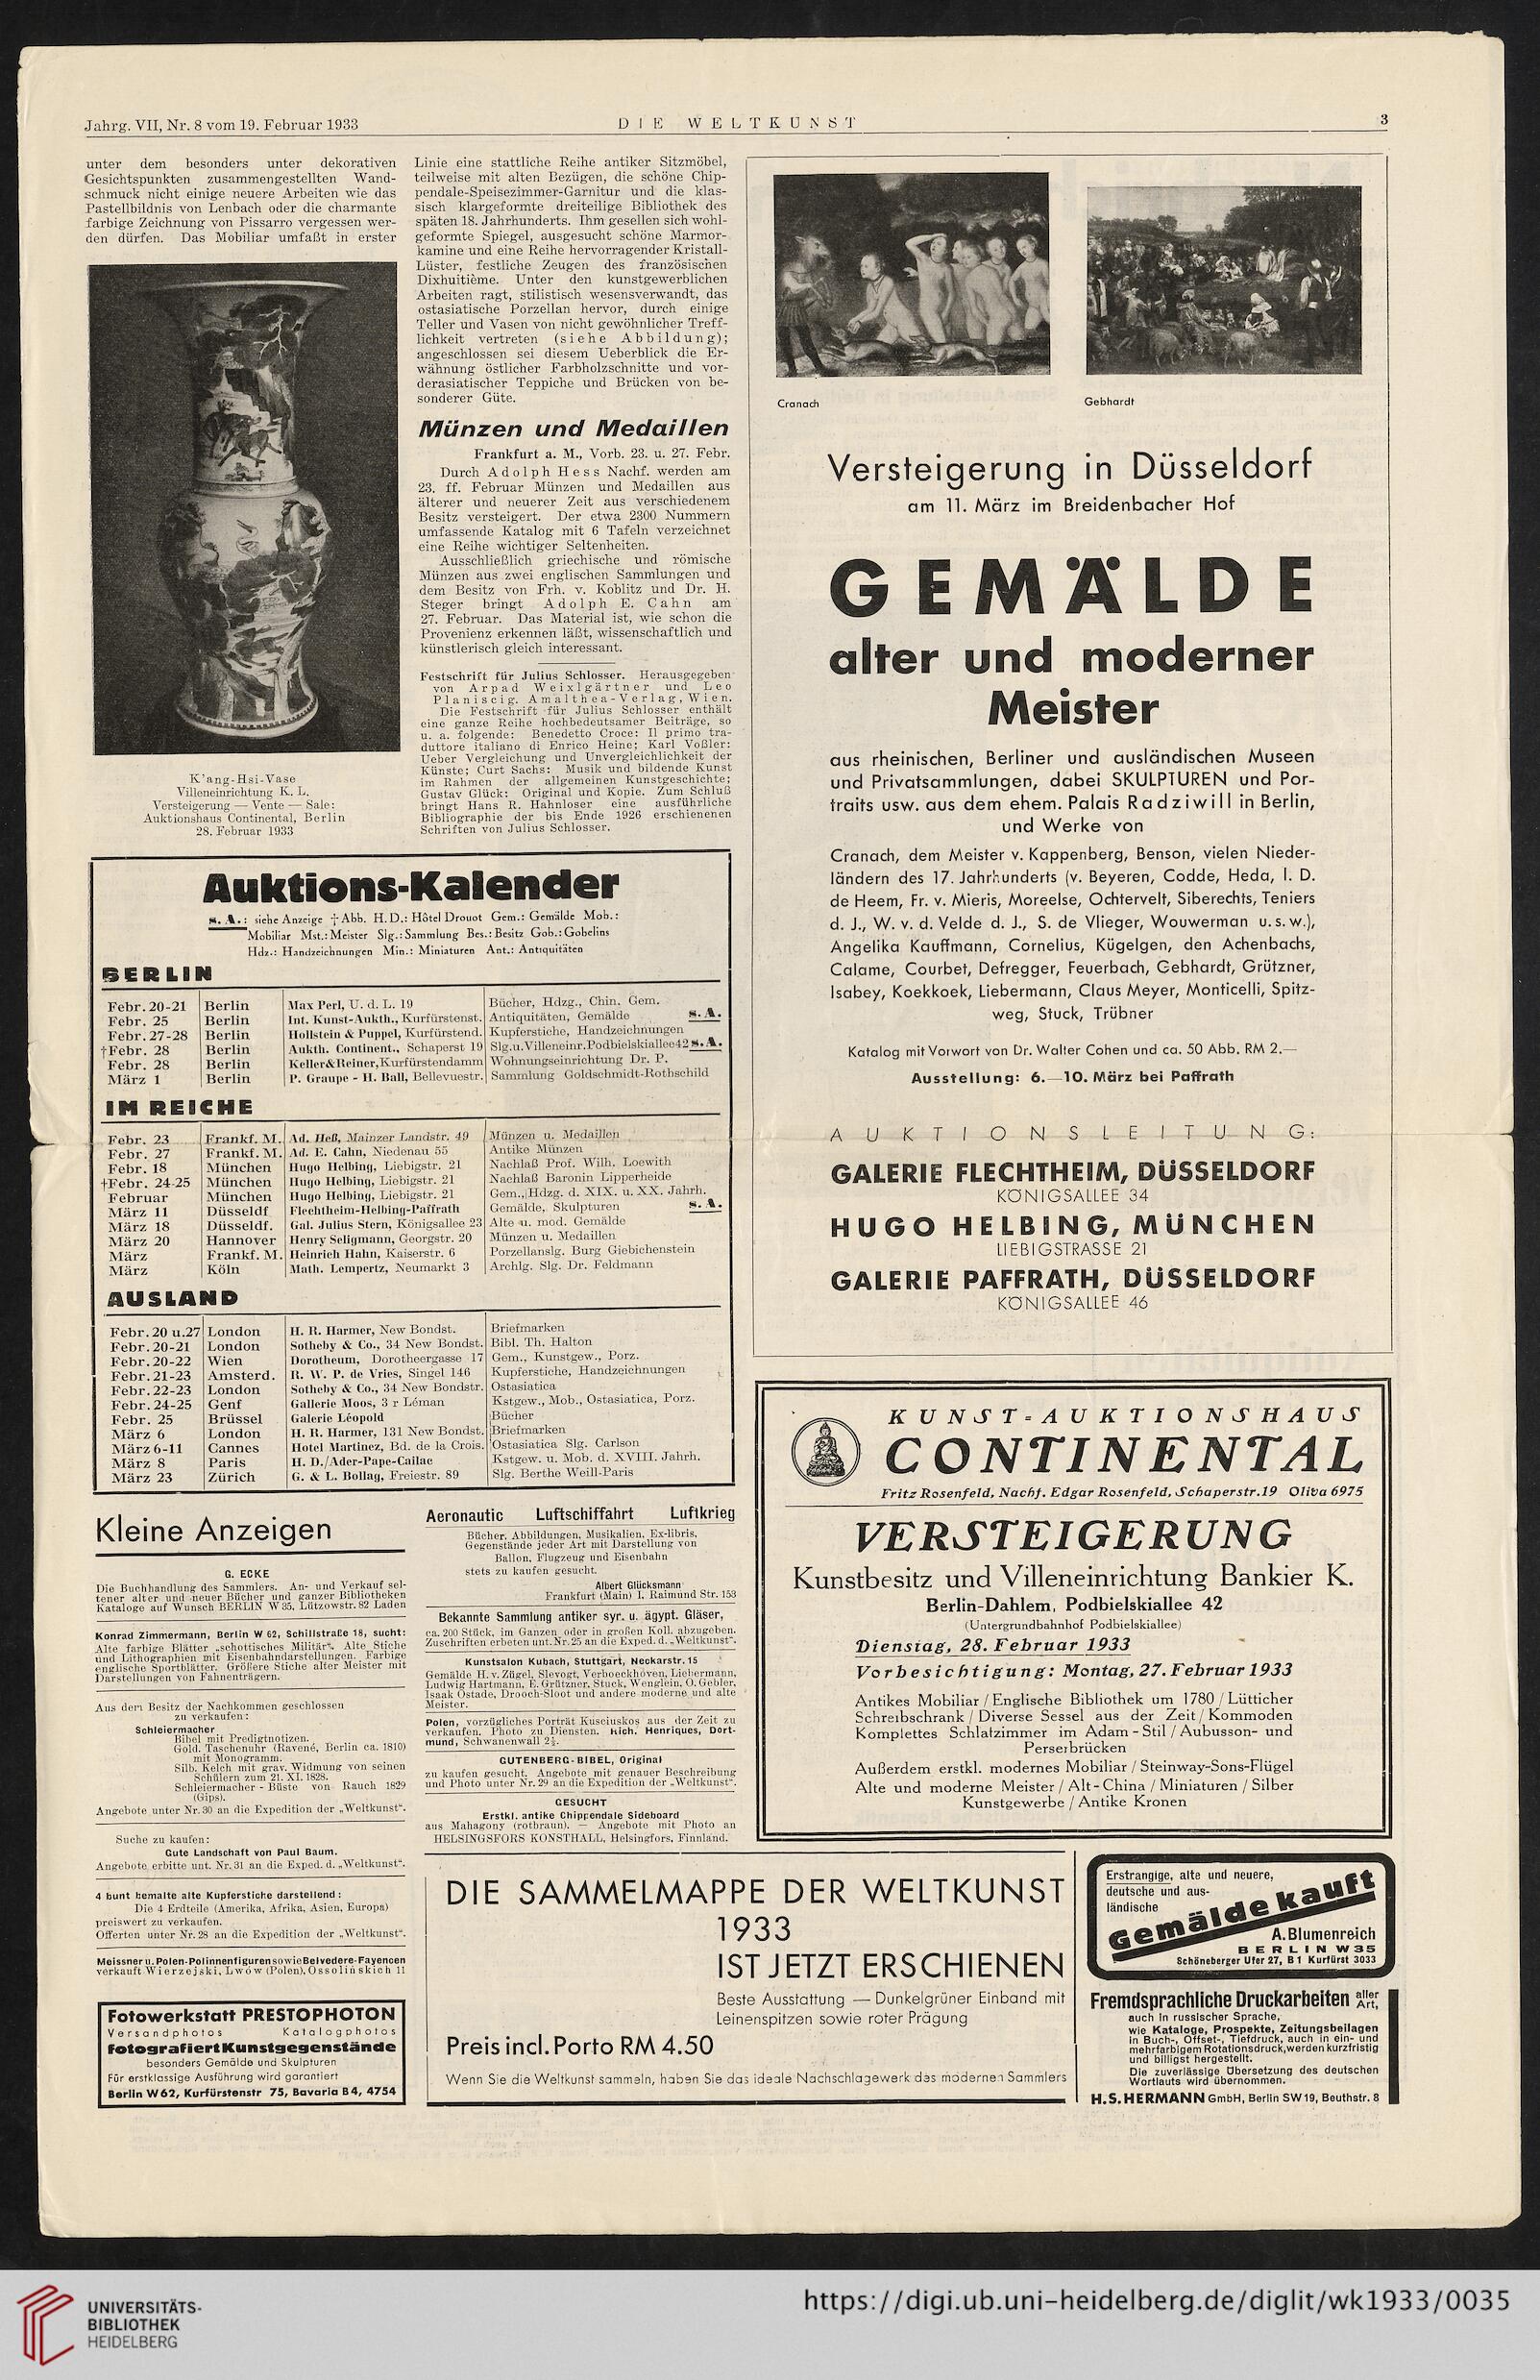 Jahrg. VII, Nr. 8 vom 19. Februar 1933
DIE WELTKUNST
3
unter dem besonders unter dekorativen
Gesichtspunkten zusammengestellten Wand-
schmuck nicht einige neuere Arbeiten wie das
Pastellbildnis von Lenbach oder die charmante
farbige Zeichnung von Pissarro vergessen wer-
den dürfen. Das Mobiliar umfaßt in erster
K'ang-Hsi-Vase
Villeneinrichtung K. L.
Versteigerung — Vente — Sale:
Auktionshaus Continental, Berlin
28. Februar 1933
Linie eine stattliche Reihe antiker Sitzmöbel,
teilweise mit alten Bezügen, die schöne Chip-
pendale-Speisezimmer-Garnitur und die klas-
sisch klargeformte dreiteilige Bibliothek des
späten 18. Jahrhunderts. Ihm gesellen sich wohl-
geformte Spiegel, ausgesucht schöne Marmor-
kamine und eine Reihe hervorragender Kristall-
Lüster, festliche Zeugen des französischen
Dixhuitième. Unter den kunstgewerblichen
Arbeiten ragt, stilistisch wesensverwandt, das
ostasiatische Porzellan hervor, durch einige
Teller und Vasen von nicht gewöhnlicher Treff-
lichkeit vertreten (siehe Abbildung);
angeschlossen sei diesem Ueberblick die Er-
wähnung östlicher Farbholzschnitte und vor-
derasiatischer Teppiche und Brücken von be-
sonderer Güte.
Münzen und Medaillen
Frankfurt a. M., Vorb. 23. u. 27. Febr.
Durch Adolph Hess Nachf. werden am
23. ff. Februar Münzen und Medaillen aus
älterer und neuerer Zeit aus verschiedenem
Besitz versteigert. Der etwa 2300 Nummern
umfassende Katalog mit 6 Tafeln verzeichnet
eine Reihe wichtiger Seltenheiten.
Ausschließlich griechische und römische
Münzen aus zwei englischen Sammlungen und
dem Besitz von Frh. v. Koblitz und Dr. H.
Steger bringt Adolph E. Cahn am
27. Februar. Das Material ist, wie schon die
Provenienz erkennen läßt, wissenschaftlich und
künstlerisch gleich interessant.
Festschrift für Julius Schlosser. Herausgegeben
von Arpad Weixlgärtner und Leo
Planiscig. Amalthea-Verlag, Wien.
Die Festschrift für Julius Schlosser enthält
eine ganze Reihe hochbedeutsamer Beiträge, so
u. a. folgende: Benedetto Croce: Il primo tra-
duttore italiano di Enrico Heine; Karl Voßler:
Ueber Vergleichung und Unvergleichlichkeit der
Künste; Curt Sachs: Musik und bildende Kunst
im Rahmen der allgemeinen Kunstgeschichte;
Gustav Glück: Original und Kopie. Zum Schluß
bringt Hans R. Hahnloser eine ausführliche
Bibliographie der bis Ende 1926 erschienenen
Schriften von Julius Schlosser.
Auktions-Kalender
s. A.: siehe Anzeige † Abb. H.D.: Hôtel Drouot Gem.: Gemälde Mob.:
Mobiliar Mst.: Meister Slg.: Sammlung Bes.: Besitz Gob.: Gobelins
Hdz.: Handzeichnungen Min.: Miniaturen Ant.: Antiquitäten
BERLIN
Febr. 20-21 Berlin Max Perl, U. d. L. 19 Bücher, Hdzg., Chin. Gem.
Febr. 25 Berlin Int. Kunst-Aukth., Kurfürstenst. Antiquitäten, Gemälde s. A.
Febr. 27-28 Berlin Hollstein & Puppel, Kurfürstend. Kupferstiche, Handzeichnungen
†Febr. 28 Berlin Aukth. Continent., Schaperst 19 Slg.u.Villeneinr.Podbielskiallee42 s. A.
Febr. 28 Berlin Keller&Reiner,Kurfürstendamm Wohnungseinrichtung Dr. P.
März 1 Berlin P. Graupe - H. Ball, Bellevuestr. Sammlung Goldschmidt-Rothschild
IM REICHE
Febr. 23 Frankf. M. Ad. Heß, Mainzer Landstr. 49 Münzen u. Medaillen
Febr. 27 Frankf. M. Ad. E. Cahn, Niedenau 55 Antike Münzen
Febr. 18 München Hugo Helbing, Liebigstr. 21 Nachlaß Prof. Wilh. Loewith
†Febr. 24-25 München Hugo Helbing, Liebigstr. 21 Nachlaß Baronin Lipperheide
Februar München Hugo Helbing, Liebigstr. 21 Gem., Hdzg. d. XIX. u. XX. Jahrh.
März 11 Düsseldf Flechtheim-Helbing-Paffrath Gemälde, Skulpturen s. A.
März 18 Düsseldf. Gal. Julius Stern, Königsallee 23 Alte u. mod. Gemälde
März 20 Hannover Henry Seligmann, Georgstr. 20 Münzen u. Medaillen
März Frankf. M. Heinrich Hahn, Kaiserstr. 6 Porzellanslg. Burg Giebichenstein
März Köln Math. Lempertz, Neumarkt 3 Archlg. Slg. Dr. Feldmann
AUSLAND
Febr. 20 u.27 London H. R. Harmer, New Bondst. Briefmarken
Febr. 20-21 London Sotheby & Co., 34 New Bondst. Bibl. Th. Halton
Febr. 20-22 Wien Dorotheum, Dorotheergasse 17 Gem., Kunstgew., Porz.
Febr. 21-23 Amsterd. R. W. P. de Vries, Singel 146 Kupferstiche, Handzeichnungen
Febr. 22-23 London Sotheby & Co., 34 New Bondstr. Ostasiatica
Febr. 24-25 Genf Gallerie Moos, 3 r Léman Kstgew., Mob., Ostasiatica, Porz.
Febr. 25 Brüssel Galerie Léopold Bücher
März 6 London H. R. Harmer, 131 New Bondst. Briefmarken
März 6-11 Cannes Hotel Martinez, Bd. de la Crois. Ostasiatica Slg. Carlson
März 8 Paris H. D./Ader-Pape-Cailac Kstgew. u. Mob. d. XVIII. Jahrh.
März 23 Zürich G. & L. Bollag, Freiestr. 89 Slg. Berthe Weill-Paris
Kleine Anzeigen
G. ECKE
Die Buchhandlung des Sammlers. An- und Verkauf sel-
tener alter und neuer Bücher und ganzer Bibliotheken
Kataloge auf Wunsch BERLIN W 35, Lützowstr. 82 Laden
Konrad Zimmermann, Berlin W 62, Schillstraße 18, sucht:
Alte farbige Blätter „schottisches Militär“. Alte Stiche
und Lithographien mit Eisenbahndarstellungen. Farbige
englische Sportblätter. Größere Stiche alter Meister mit
Darstellungen von Fahnenträgern.
Aus dem Besitz der Nachkommen geschlossen
zu verkaufen:
Schleiermacher
Bibel mit Predigtnotizen.
Gold. Taschenuhr (Ravené, Berlin ca. 1810)
mit Monogramm.
Silb. Kelch mit grav. Widmung von seinen
Schülern zum 21. XI. 1828.
Schleiermacher - Büste von Rauch 1829
(Gips).
Angebote unter Nr. 30 an die Expedition der „Weltkunst“.
Suche zu kaufen:
Gute Landschaft von Paul Baum.
Angebote erbitte unt. Nr. 31 an die Exped. d. „Weltkunst“.
4 bunt bemalte alte Kupferstiche darstellend:
Die 4 Erdteile (Amerika, Afrika, Asien, Europa)
preiswert zu verkaufen.
Offerten unter Nr. 28 an die Expedition der „Weltkunst“.
Meissner u. Polen-Polinnenfiguren sowie Belvedere-Fayencen
verkauft Wierzejski, Lwów (Polen), Ossolińskich 11
Fotowerkstatt PRESTOPHOTON
Versandphotos Katalogphotos
fotografiert Kunstgegenstände
besonders Gemälde und Skulpturen
Für erstklassige Ausführung wird garantiert
Berlin W62, Kurfürstenstr 75, Bavaria B4, 4754
Aeronautic Luftschiffahrt Luftkrieg
Bücher, Abbildungen, Musikalien, Ex-libris,
Gegenstände jeder Art mit Darstellung von
Ballon, Flugzeug und Eisenbahn
stets zu kaufen gesucht.
Albert Glücksmann
Frankfurt (Main) 1, Raimund Str. 153
Bekannte Sammlung antiker syr. u. ägypt. Gläser,
ca. 200 Stück, im Ganzen oder in großen Koll. abzugeben.
Zuschriften erbeten unt. Nr. 25 an die Exped. d. „Weltkunst“.
Kunstsalon Kubach, Stuttgart, Neckarstr. 15
Gemälde H. v. Zügel, Slevogt, Verboeckhoven, Liebermann,
Ludwig Hartmann, E. Grützner, Stuck, Wenglein, O. Gebler,
Isaak Ostade, Drooch-Sloot und andere moderne und alte
Meister.
Polen, vorzügliches Porträt Kusciuskos aus der Zeit zu
verkaufen. Photo zu Diensten. Rich. Henriques, Dort-
mund, Schwanenwall 2½.
GUTENBERG-BIBEL, Original
zu kaufen gesucht. Angebote mit genauer Beschreibung
und Photo unter Nr. 29 an die Expedition der „Weltkunst“.
GESUCHT
Erstkl. antike Chippendale Sideboard
aus Mahagony (rotbraun). — Angebote mit Photo an
HELSINGSFORS KONSTHALL, Helsingfors, Finnland.
Cranach
Gebhardt
Versteigerung in Düsseldorf
am 11. März im Breidenbacher Hof
GEMÄLDE
alter und moderner
Meister
aus rheinischen, Berliner und ausländischen Museen
und Privatsammlungen, dabei SKULPTUREN und Por-
traits usw. aus dem ehem. Palais Radziwill in Berlin,
und Werke von
Cranach, dem Meister v. Kappenberg, Benson, vielen Nieder-
ländern des 17. Jahrhunderts (v. Beyeren, Codde, Heda, I. D.
de Heem, Fr. v. Mieris, Moreelse, Ochtervelt, Siberechts, Teniers
d. J., W. v. d. Velde d. J., S. de Vlieger, Wouwerman u. s. w.),
Angelika Kauffmann, Cornelius, Kügelgen, den Achenbachs,
Calame, Courbet, Defregger, Feuerbach, Gebhardt, Grützner,
Isabey, Koekkoek, Liebermann, Claus Meyer, Monticelli, Spitz-
weg, Stuck, Trübner
Katalog mit Vorwort von Dr. Walter Cohen und ca. 50 Abb. RM 2.—
Ausstellung: 6.—10. März bei Paffrath
AUKTIONSLEITUNG:
GALERIE FLECHTHEIM, DÜSSELDORF
KÖNIGSALLEE 34
HUGO HELBING, MÜNCHEN
LIEBIGSTRASSE 21
GALERIE PAFFRATH, DÜSSELDORF
KÖNIGSALLEE 46
KUNST-AUKTIONSHAUS
CONTINENTAL
Fritz Rosenfeld, Nachf. Edgar Rosenfeld, Schaperstr. 19 Oliva 6975
VERSTEIGERUNG
Kunstbesitz und Villeneinrichtung Bankier K.
Berlin-Dahlem, Podbielskiallee 42
(Untergrundbahnhof Podbielskiallee)
Dienstag, 28. Februar 1933
Vorbesichtigung: Montag, 27. Februar 1933
Antikes Mobiliar / Englische Bibliothek um 1780 / Lütticher
Schreibschrank / Diverse Sessel aus der Zeit / Kommoden
Komplettes Schlafzimmer im Adam-Stil / Aubusson- und
Perserbrücken
Außerdem erstkl. modernes Mobiliar / Steinway-Sons-Flügel
Alte und moderne Meister / Alt-China / Miniaturen / Silber
Kunstgewerbe / Antike Kronen
DIE SAMMELMAPPE DER WELTKUNST
1933
IST JETZT ERSCHIENEN
Beste Ausstattung — Dunkelgrüner Einband mit
Leinenspitzen sowie roter Prägung
Preis incl. Porto RM 4.50
Wenn Sie die Weltkunst sammeln, haben Sie das ideale Nachschlagewerk des modernen Sammlers
Erstrangige, alte und neuere,
deutsche und aus-
ländische
Gemälde kauft
A. Blumenreich
BERLIN W35
Schöneberger Ufer 27, B 1 Kurfürst 3033
Fremdsprachliche Druckarbeiten aller Art,
auch in russischer Sprache,
wie Kataloge, Prospekte, Zeitungsbeilagen
in Buch-, Offset-, Tiefdruck, auch in ein- und
mehrfarbigem Rotationsdruck, werden kurzfristig
und billigst hergestellt.
Die zuverlässige Übersetzung des deutschen
Wortlauts wird übernommen.
H.S. HERMANN GmbH, Berlin SW19, Beuthstr. 8
UNIVERSITÄTS-
BIBLIOTHEK
HEIDELBERG
https://digi.ub.uni-heidelberg.de/diglit/wk1933/0035